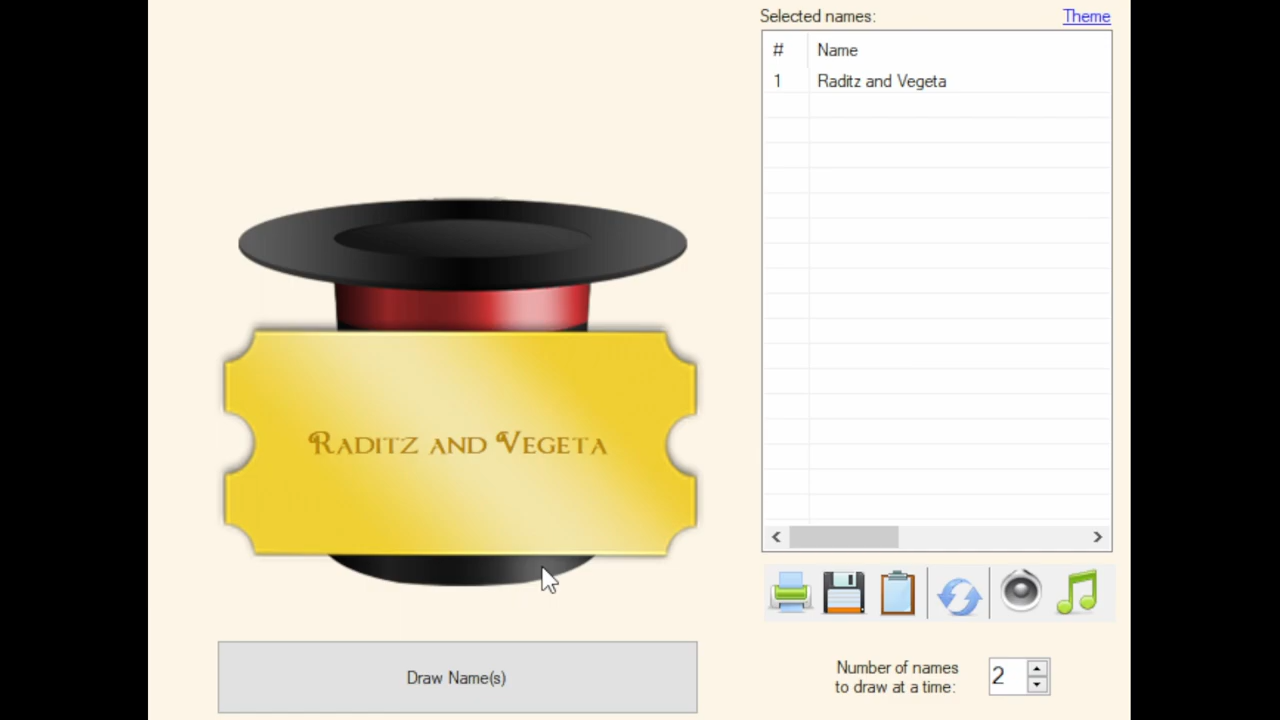 Selected names:
Theme
# Name
1 Raditz and Vegeta
Raditz and Vegeta
Draw Name(s)
Number of names
to draw at a time:
2